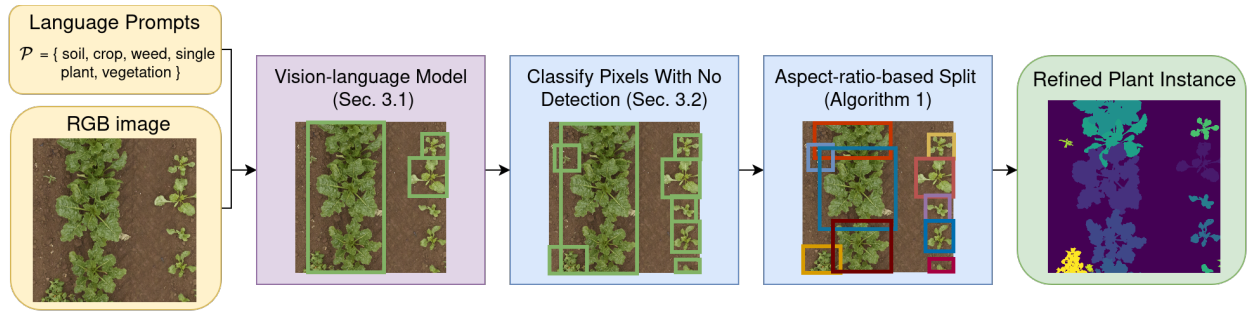 Language Prompts
𝒫 = { soil, crop, weed, single
plant, vegetation }
RGB image
Vision-language Model
(Sec. 3.1)
Classify Pixels With No
Detection (Sec. 3.2)
Aspect-ratio-based Split
(Algorithm 1)
Refined Plant Instance